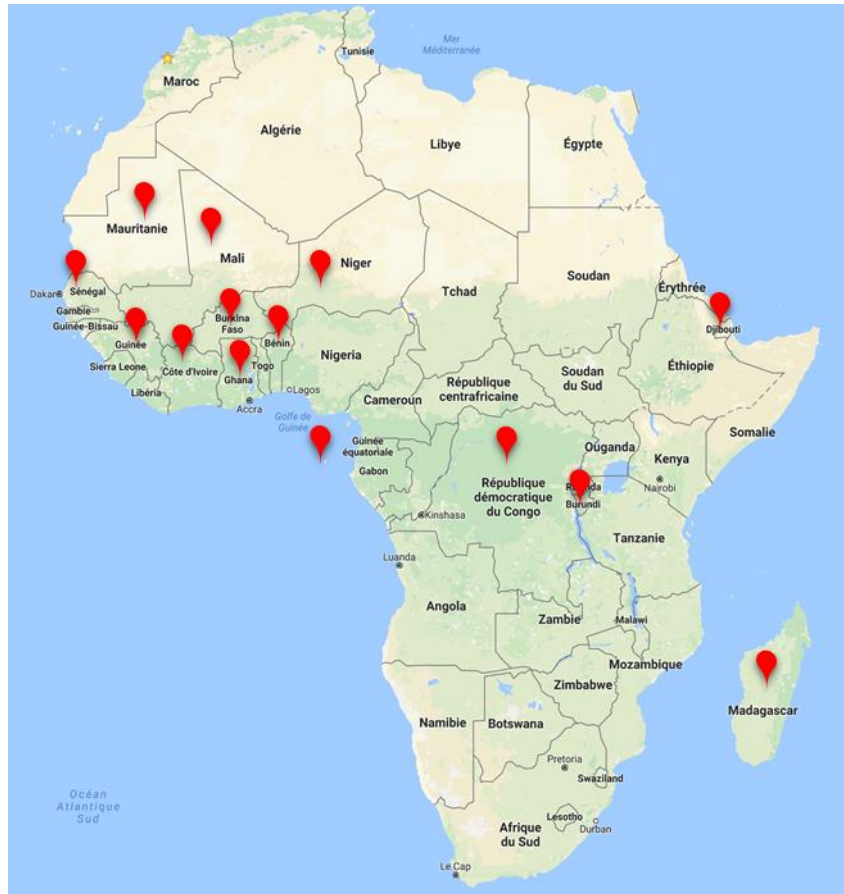 Mer
Méditerranée
Tunisie
Maroc
Algérie
Libye
Égypte
Mauritanie
Mali
Niger
Tchad
Soudan
Érythrée
Dakar
Sénégal
Gambie
Guinée-Bissau
Guinée
Sierra Leone
Libéria
Côte d'Ivoire
Burkina
Faso
Ghana
Togo
Bénin
Accra
Lagos
Nigeria
Djibouti
Éthiopie
Soudan
du Sud
République
centrafricaine
Cameroun
Golfe de
Guinée
Guinée
équatoriale
Gabon
Somalie
Ouganda
Kenya
Nairobi
République
démocratique
du Congo
Burundi
Kinshasa
Tanzanie
Luanda
Angola
Zambie
Malawi
Mozambique
Zimbabwe
Madagascar
Namibie
Botswana
Pretoria
Swaziland
Lesotho
Durban
Afrique
du Sud
Le Cap
Océan
Atlantique
Sud